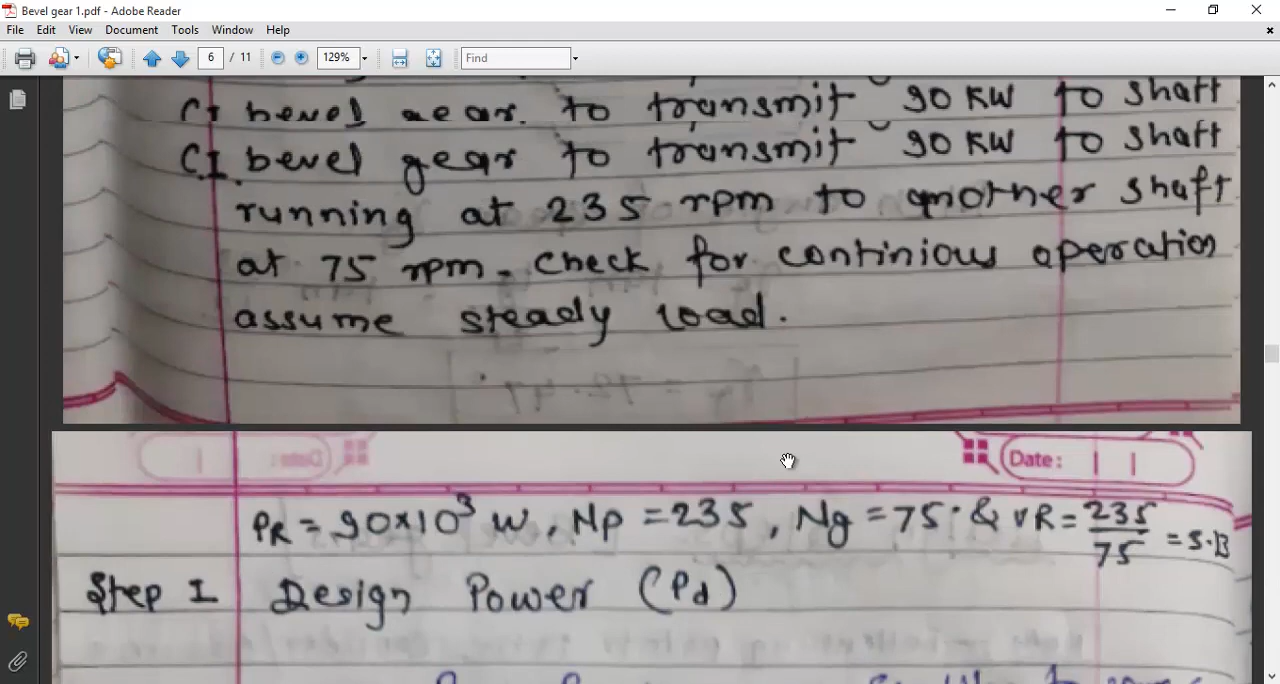 Bevel gear 1.pdf - Adobe Reader
File Edit View Document Tools Window Help
6 / 11 129% Find
CI bevel gear to transmit 90 KW to shaft
C.I. bevel gear to transmit 90 KW to shaft
running at 235 rpm to another shaft
at 75 rpm. check for continious operation
assume steady load.
Date:
PR = 90×10³ W, Np = 235, Ng = 75. & VR = 235/75 = 3.13
Step I Design Power (Pd)